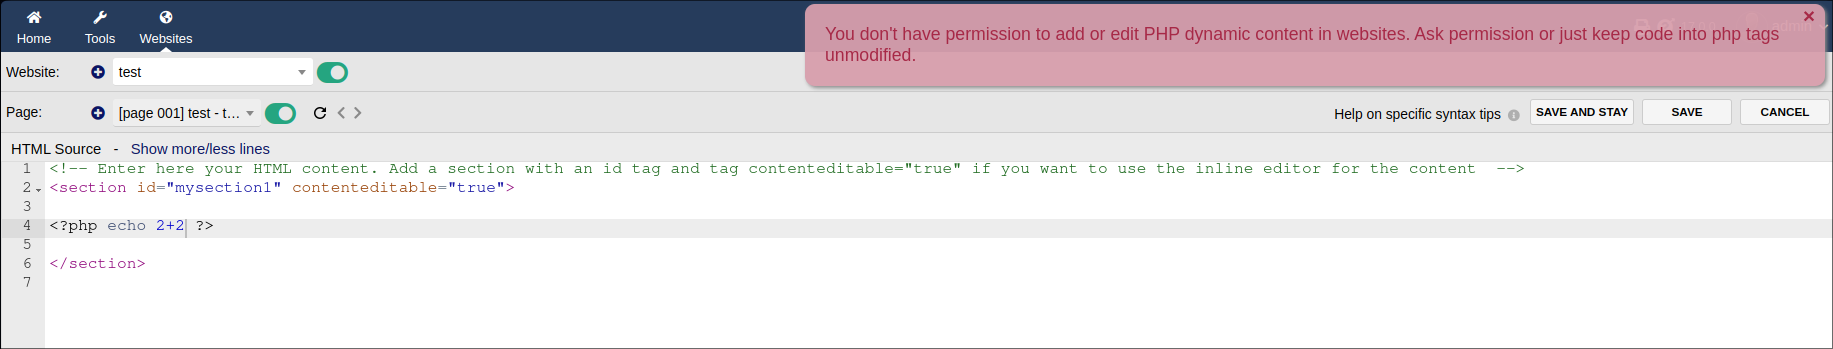 Home Tools Websites
You don't have permission to add or edit PHP dynamic content in websites. Ask permission or just keep code into php tags
unmodified.
Website: test
Page: [page 001] test - t... Help on specific syntax tips SAVE AND STAY SAVE CANCEL
HTML Source - Show more/less lines
1 <!-- Enter here your HTML content. Add a section with an id tag and tag contenteditable="true" if you want to use the inline editor for the content -->
2 <section id="mysection1" contenteditable="true">
3
4 <?php echo 2+2 ?>
5
6 </section>
7